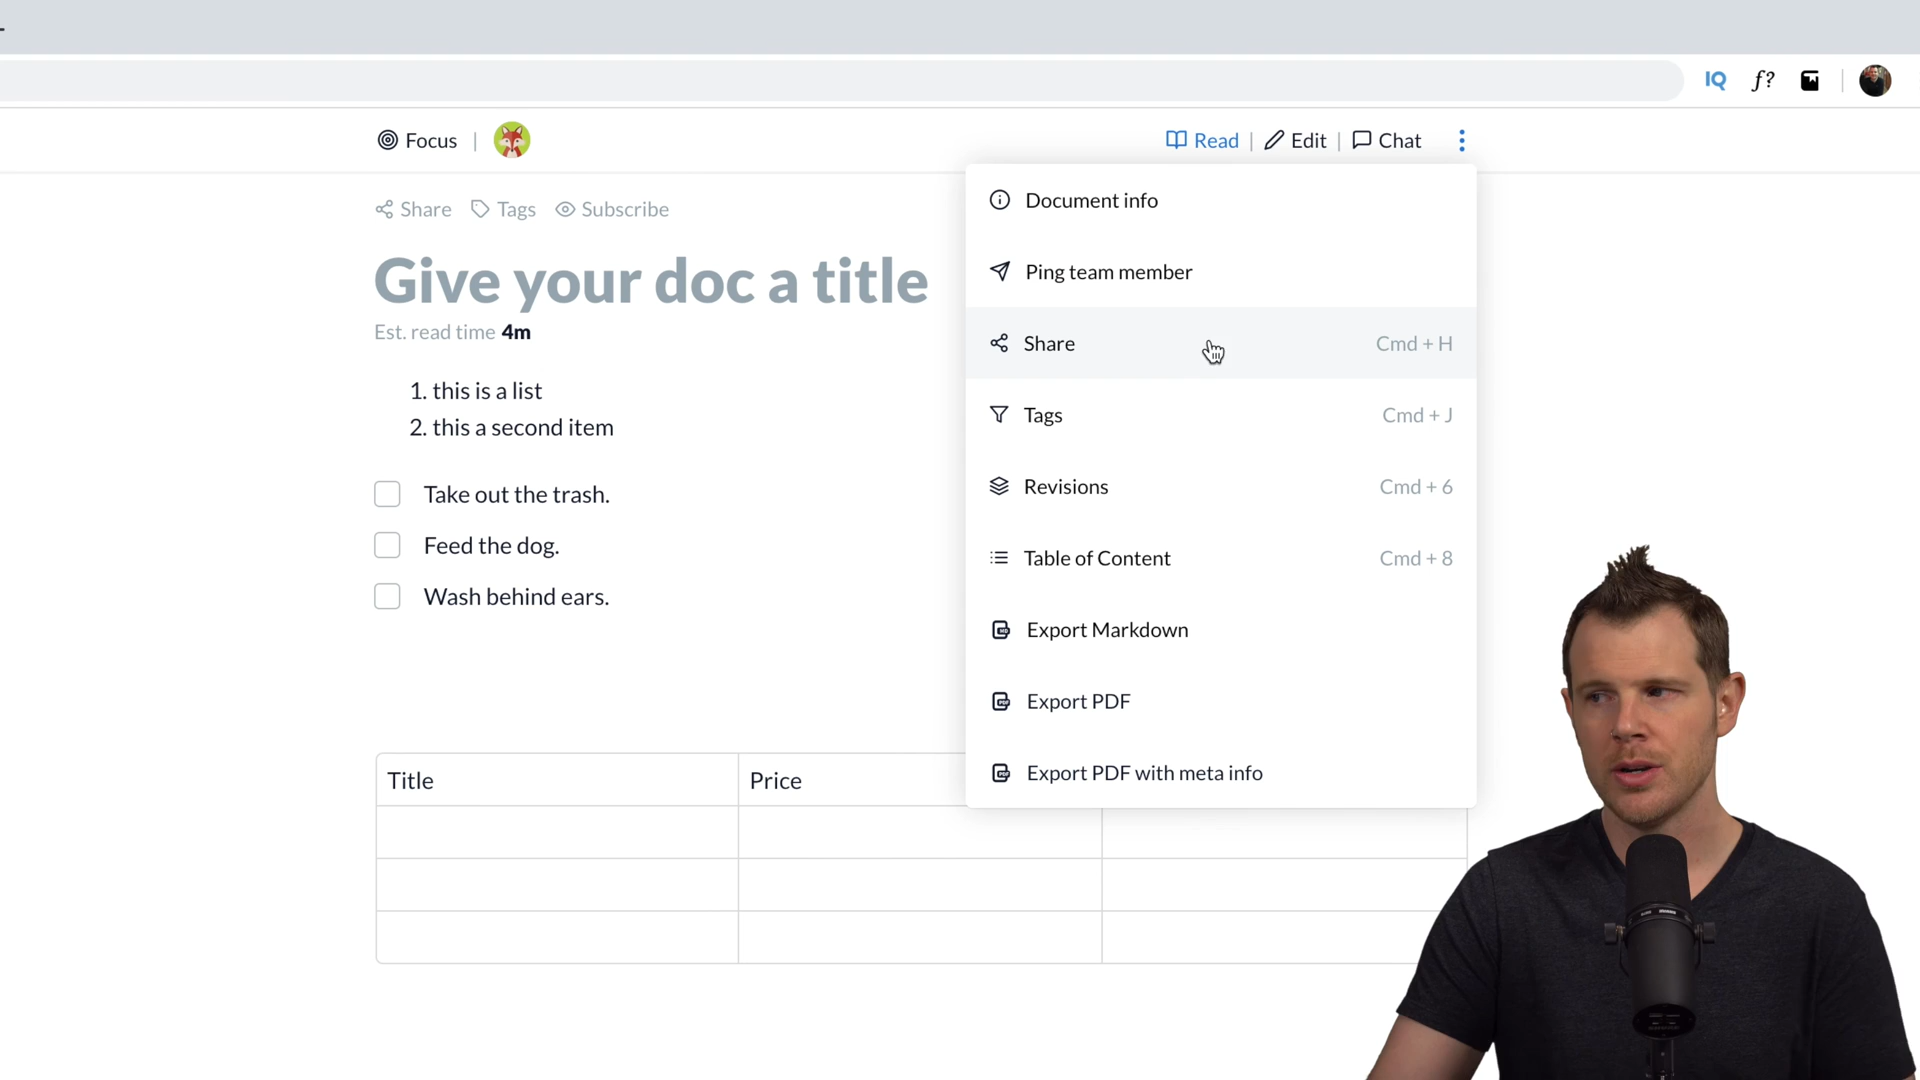 IQ f?
Focus | Read | Edit | Chat
Share Tags Subscribe
Give your doc a title
Est. read time 4m
1. this is a list
2. this a second item
Take out the trash.
Feed the dog.
Wash behind ears.
Title Price
Document info
Ping team member
Share Cmd + H
Tags Cmd + J
Revisions Cmd + 6
Table of Content Cmd + 8
Export Markdown
Export PDF
Export PDF with meta info